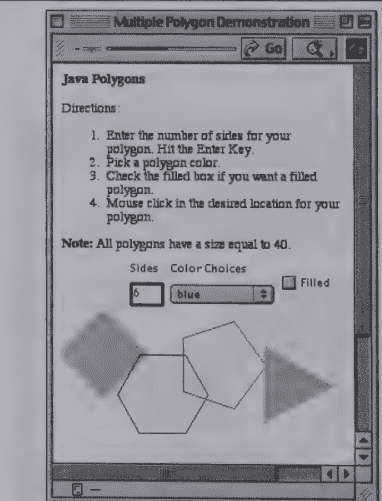 Multiple Polygon Demonstration
Go
Java Polygons
Directions:
1. Enter the number of sides for your
polygon. Hit the Enter Key.
2. Pick a polygon color.
3. Check the filled box if you want a filled
polygon.
4. Mouse click in the desired location for your
polygon.
Note: All polygons have a size equal to 40.
Sides Color Choices
6 blue Filled